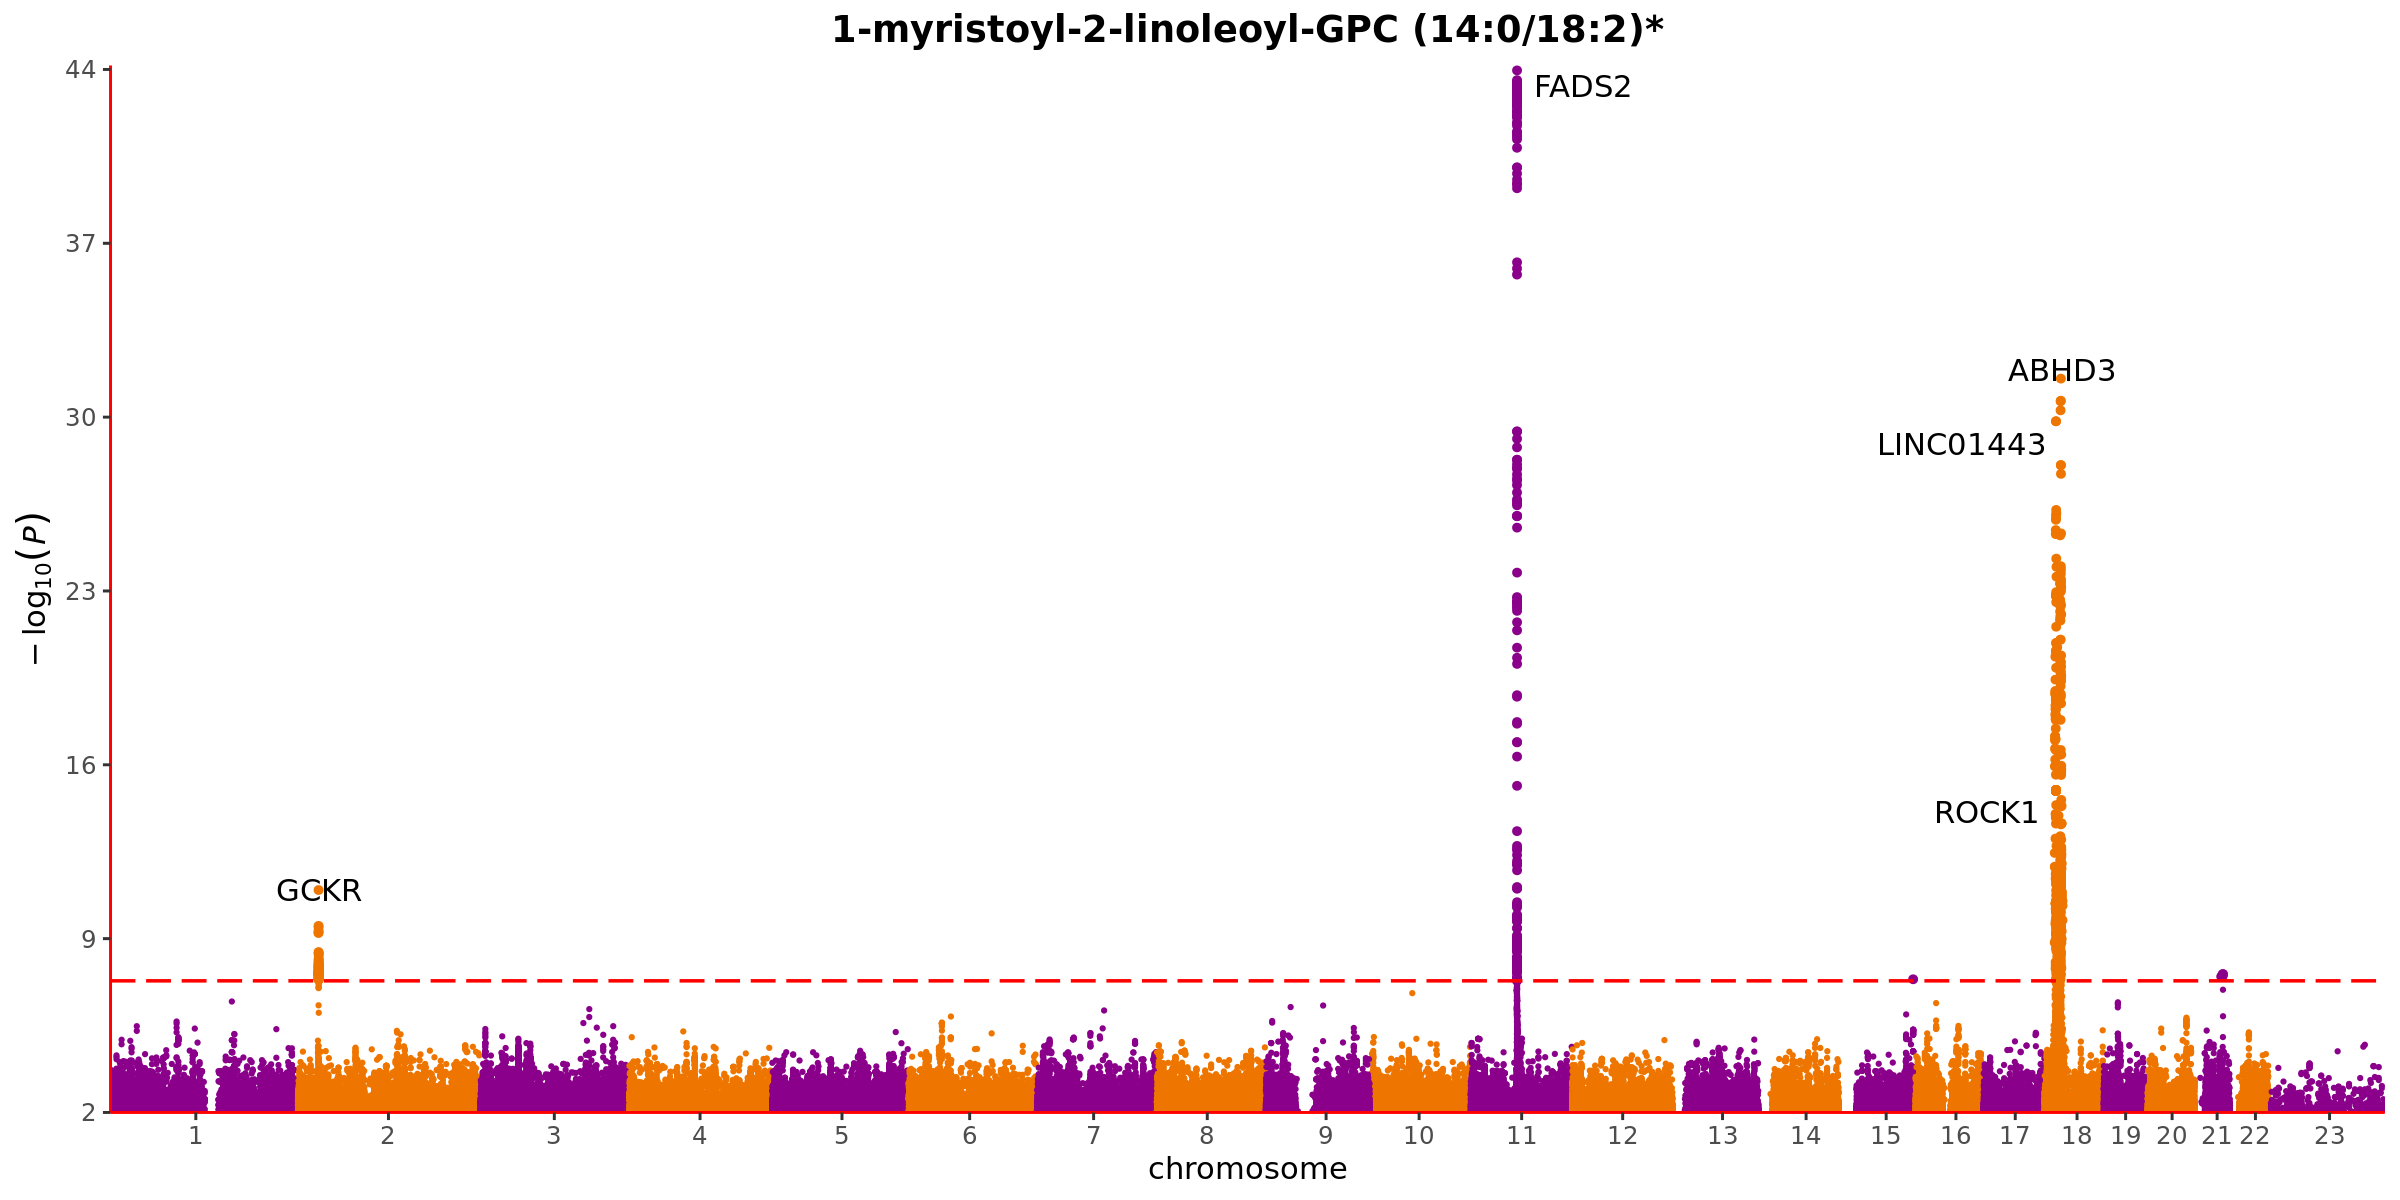 1-myristoyl-2-linoleoyl-GPC (14:0/18:2)*
44
FADS2
37
ABHD3
30
LINC01443
− log10(P)
23
16
ROCK1
GCKR
9
2
1 2 3 4 5 6 7 8 9 10 11 12 13 14 15 16 17 18 19 20 21 22 23
chromosome